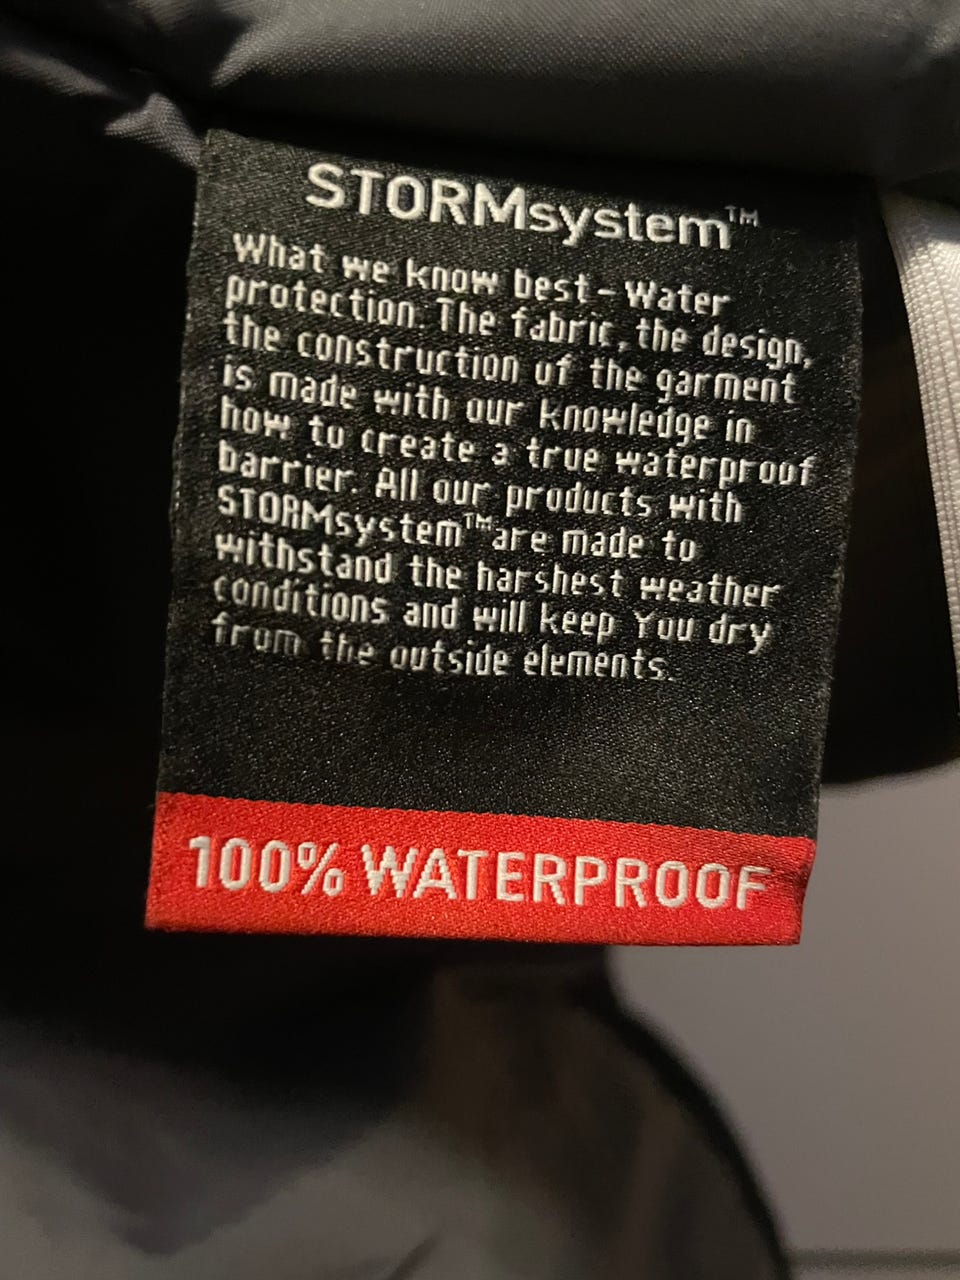 STORMsystem™
What we know best - Water
protection. The fabric, the design,
the construction of the garment
is made with our knowledge in
how to create a true waterproof
barrier. All our products with
STORMsystem™ are made to
withstand the harshest weather
conditions and will keep You dry
from the outside elements.
100% WATERPROOF